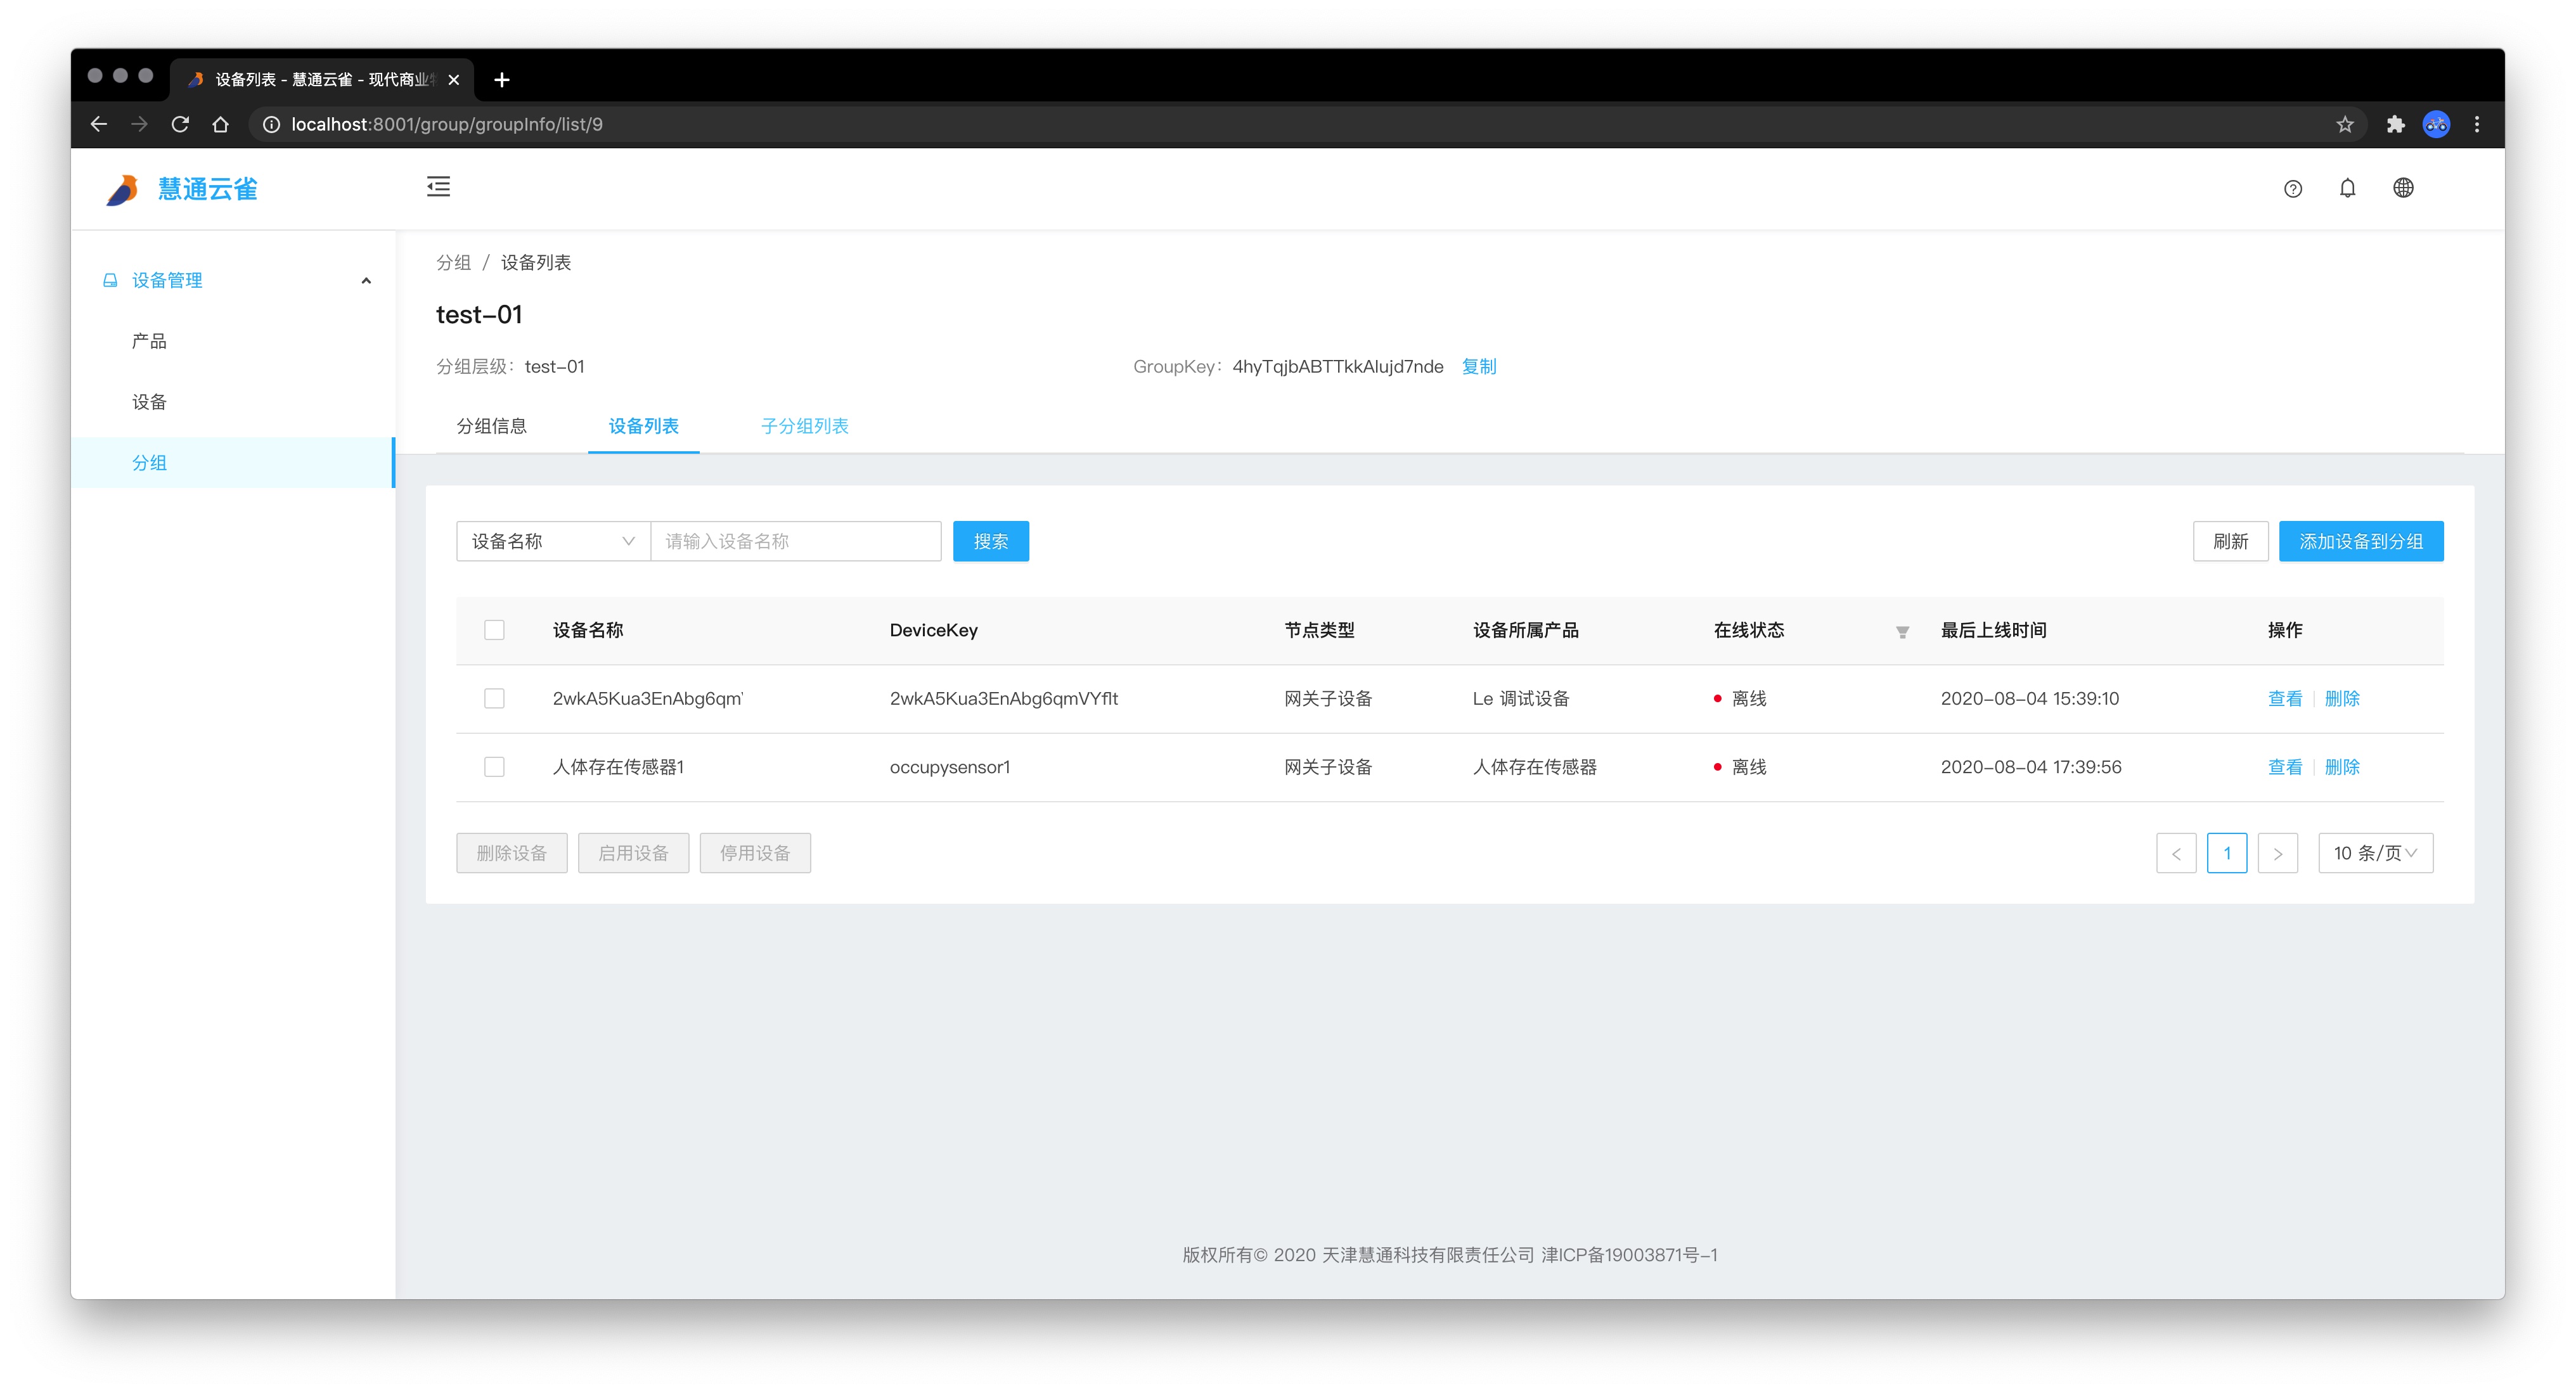 设备列表 - 慧通云雀 - 现代商业
localhost:8001/group/groupInfo/list/9
慧通云雀
设备管理
产品
设备
分组
分组 / 设备列表
test-01
分组层级：test-01
GroupKey：4hyTqjbABTTkkAIujd7nde 复制
分组信息 设备列表 子分组列表
设备名称 请输入设备名称 搜索 刷新 添加设备到分组
设备名称 DeviceKey 节点类型 设备所属产品 在线状态 最后上线时间 操作
2wkA5Kua3EnAbg6qm 2wkA5Kua3EnAbg6qmVYflt 网关子设备 Le 调试设备 离线 2020-08-04 15:39:10 查看 删除
人体存在传感器1 occupysensor1 网关子设备 人体存在传感器 离线 2020-08-04 17:39:56 查看 删除
删除设备 启用设备 停用设备 < 1 > 10 条/页
版权所有© 2020 天津慧通科技有限责任公司 津ICP备19003871号-1